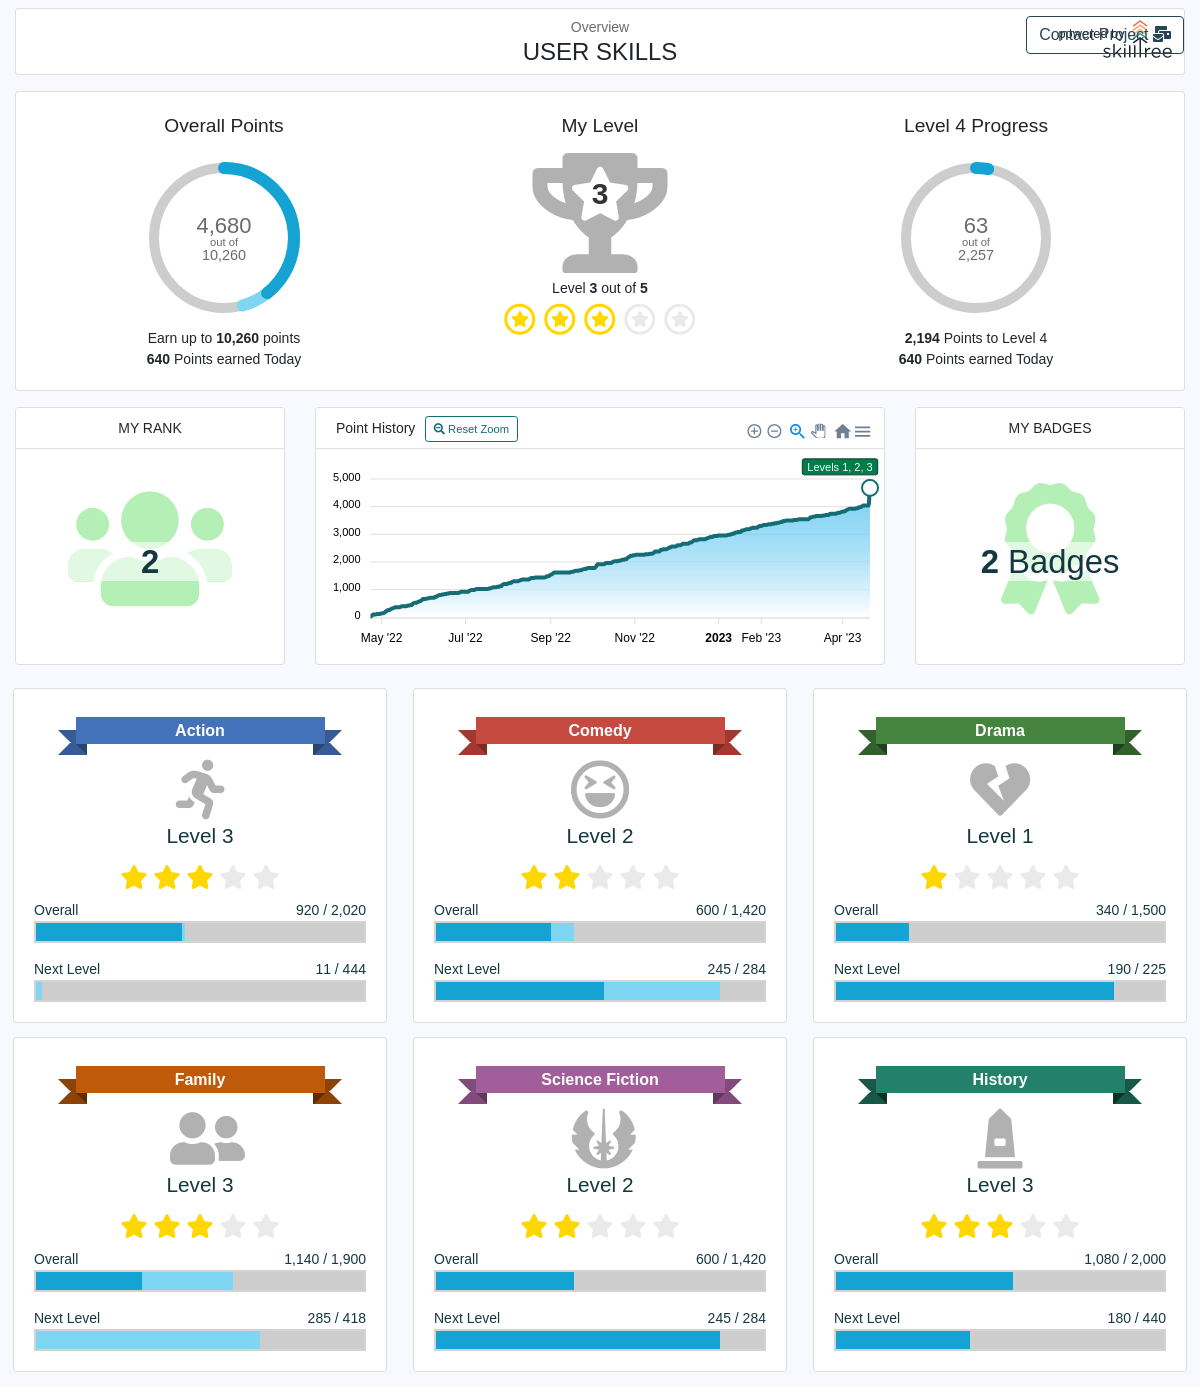 Overview
USER SKILLS
Contact Project
powered by
skilltree
Overall Points
4,680
out of
10,260
Earn up to 10,260 points
640 Points earned Today
My Level
3
Level 3 out of 5
Level 4 Progress
63
out of
2,257
2,194 Points to Level 4
640 Points earned Today
MY RANK
2
Point History
Reset Zoom
Levels 1, 2, 3
5,000
4,000
3,000
2,000
1,000
0
May '22
Jul '22
Sep '22
Nov '22
2023
Feb '23
Apr '23
MY BADGES
2 Badges
Action
Level 3
Overall 920 / 2,020
Next Level 11 / 444
Comedy
Level 2
Overall 600 / 1,420
Next Level 245 / 284
Drama
Level 1
Overall 340 / 1,500
Next Level 190 / 225
Family
Level 3
Overall 1,140 / 1,900
Next Level 285 / 418
Science Fiction
Level 2
Overall 600 / 1,420
Next Level 245 / 284
History
Level 3
Overall 1,080 / 2,000
Next Level 180 / 440